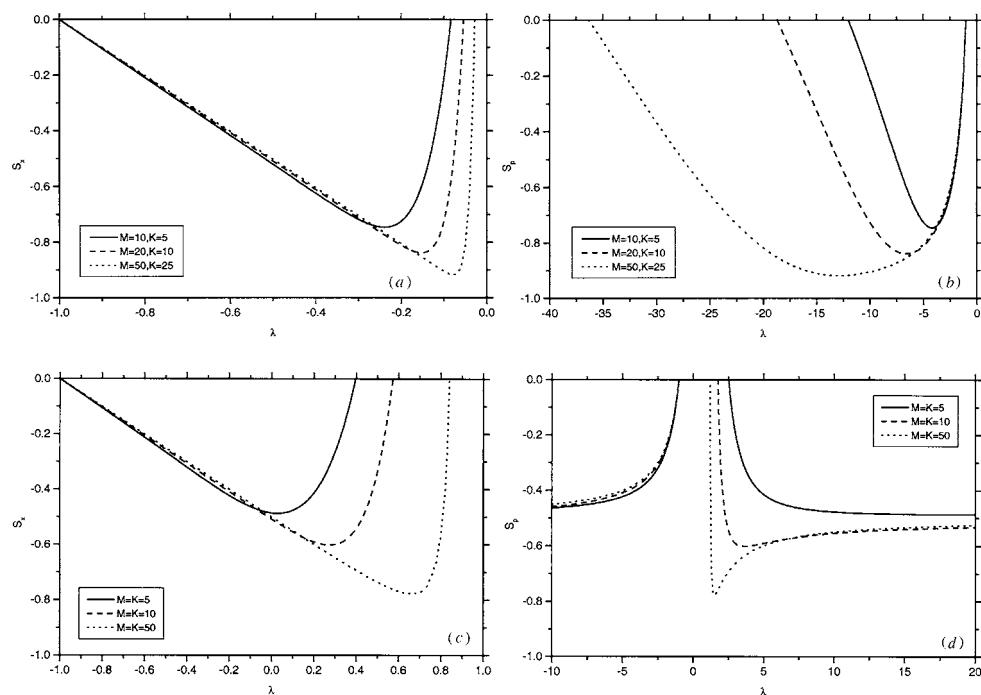 0.0
-0.2
-0.4
-0.6
-0.8
-1.0
S_x
-1.0 -0.8 -0.6 -0.4 -0.2 0.0
λ
M=10,K=5
M=20,K=10
M=50,K=25
(a)
0.0
-0.2
-0.4
-0.6
-0.8
-1.0
S_p
-40 -35 -30 -25 -20 -15 -10 -5 0
λ
M=10,K=5
M=20,K=10
M=50,K=25
(b)
0.0
-0.2
-0.4
-0.6
-0.8
-1.0
S_x
-1.0 -0.8 -0.6 -0.4 -0.2 0.0 0.2 0.4 0.6 0.8 1.0
λ
M=K=5
M=K=10
M=K=50
(c)
0.0
-0.2
-0.4
-0.6
-0.8
-1.0
S_p
-10 -5 0 5 10 15 20
λ
M=K=5
M=K=10
M=K=50
(d)